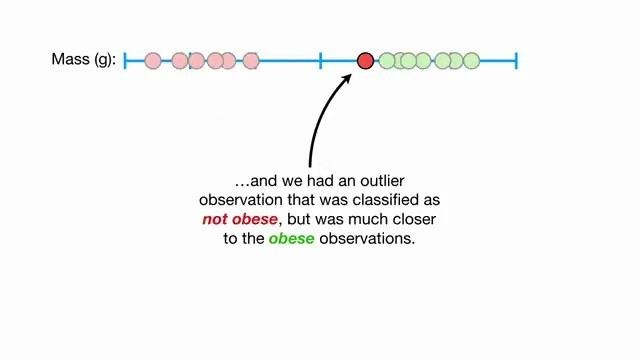 Mass (g):
…and we had an outlier
observation that was classified as
not obese, but was much closer
to the obese observations.